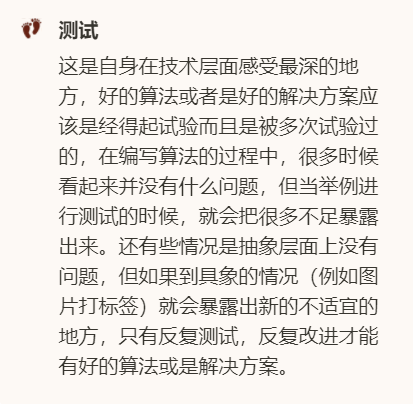 测试
这是自身在技术层面感受最深的地
方，好的算法或者是好的解决方案应
该是经得起试验而且是被多次试验过
的，在编写算法的过程中，很多时候
看起来并没有什么问题，但当举例进
行测试的时候，就会把很多不足暴露
出来。还有些情况是抽象层面上没有
问题，但如果到具象的情况（例如图
片打标签）就会暴露出新的不适宜的
地方，只有反复测试，反复改进才能
有好的算法或是解决方案。